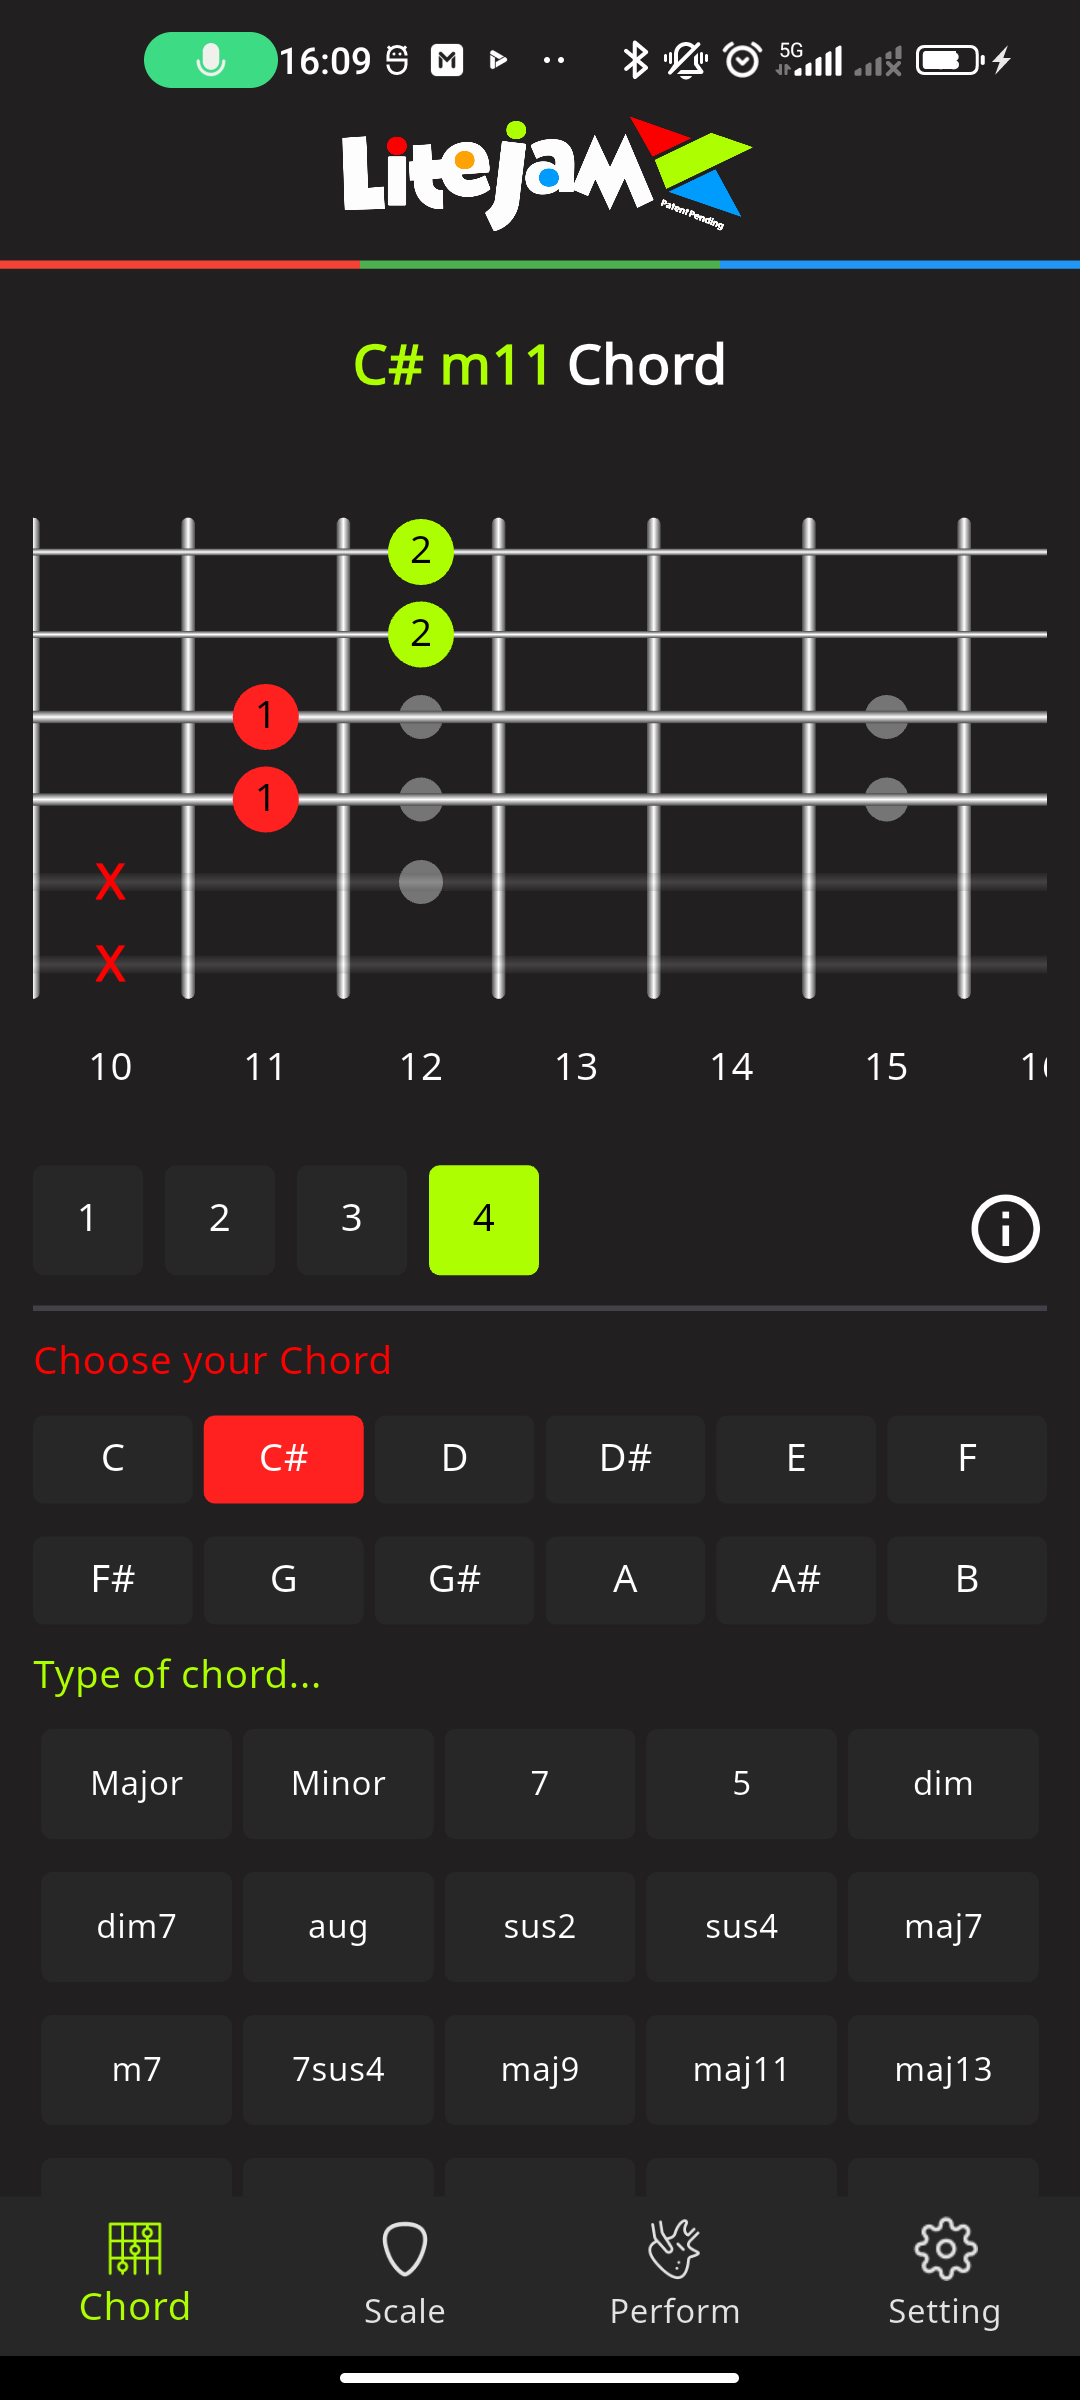 16:09
5G
Litejam
Patent Pending
C# m11 Chord
2
2
1
1
X
X
10 11 12 13 14 15
1 2 3 4
Choose your Chord
C C# D D# E F
F# G G# A A# B
Type of chord...
Major Minor 7 5 dim
dim7 aug sus2 sus4 maj7
m7 7sus4 maj9 maj11 maj13
Chord Scale Perform Setting